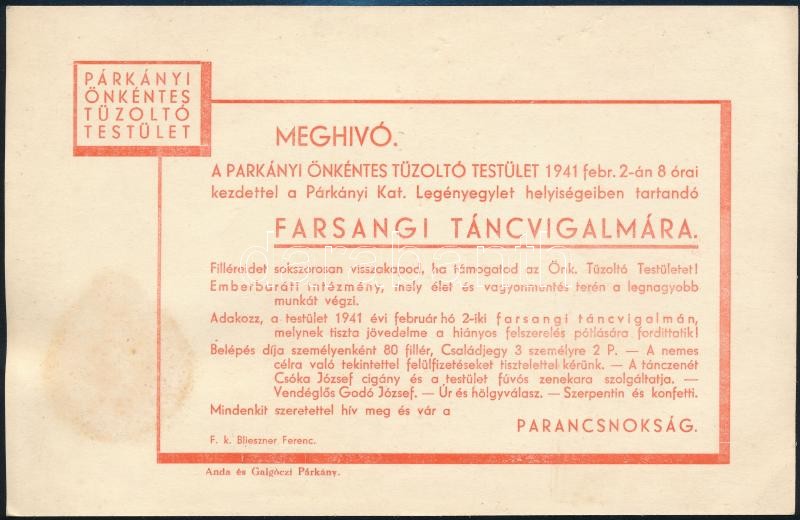 PÁRKÁNYI
ÖNKÉNTES
TŰZOLTÓ
TESTÜLET
MEGHIVÓ.
A PARKÁNYI ÖNKÉNTES TŰZOLTÓ TESTÜLET 1941 febr. 2-án 8 órai
kezdettel a Párkányi Kat. Legényegylet helyiségeiben tartandó
FARSANGI TÁNCVIGALMÁRA.
darabanth
Filléreidet sokszorosan visszakapod, ha támogatod az Önk. Tűzoltó Testületet!
Emberbaráti intézmény, mely élet és vagyonmentés terén a legnagyobb
munkát végzi.
Adakozz, a testület 1941 évi február hó 2-iki farsangi táncvigalmán,
melynek tiszta jövedelme a hiányos felszerelés pótlására fordittatik!
Belépés díja személyenként 80 fillér, Családjegy 3 személyre 2 P. — A nemes
célra való tekintettel felülfizetéseket tisztelettel kérünk. — A tánczenét
Csóka József cigány és a testület fúvós zenekara szolgáltatja. —
Vendéglős Gadó József. — Úr és hölgyválasz. — Szerpentin és konfetti.
Mindenkit szeretettel hív meg és vár a
PARANCSNOKSÁG.
F. k. Blieszner Ferenc.
Anda és Galgóczi Párkány.